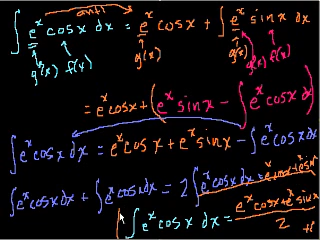 ∫ e^x cos x dx = e^x cos x + ∫ e^x sin x dx
anti
g'(x) f(x) g(x) g(x) g'(x) f(x)
= e^x cos x + (e^x sin x - ∫ e^x cos x dx)
∫ e^x cos x dx = e^x cos x + e^x sin x - ∫ e^x cos x dx
∫ e^x cos x dx + ∫ e^x cos x dx = 2 ∫ e^x cos x dx =
∫ e^x cos x dx = (e^x cos x + e^x sin x) / 2